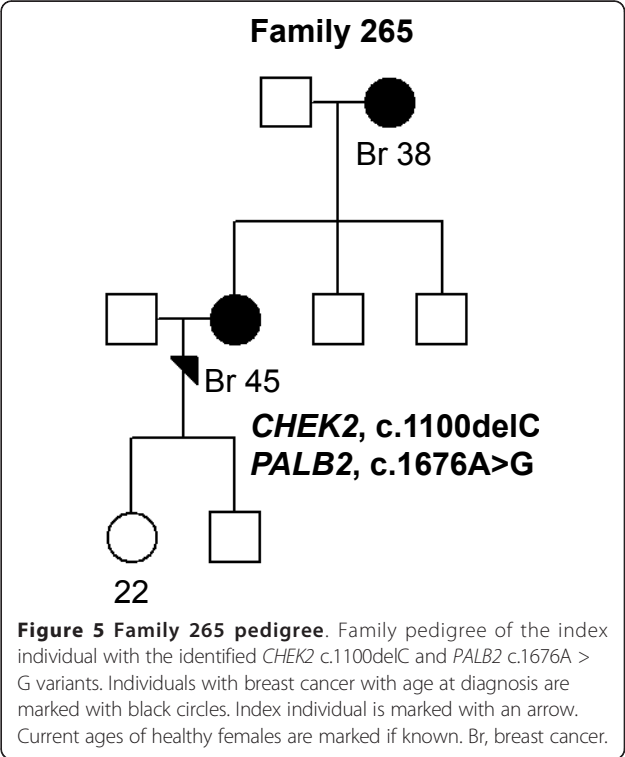 Family 265
Br 38
Br 45
CHEK2, c.1100delC
PALB2, c.1676A>G
22
Figure 5 Family 265 pedigree. Family pedigree of the index
individual with the identified CHEK2 c.1100delC and PALB2 c.1676A >
G variants. Individuals with breast cancer with age at diagnosis are
marked with black circles. Index individual is marked with an arrow.
Current ages of healthy females are marked if known. Br, breast cancer.